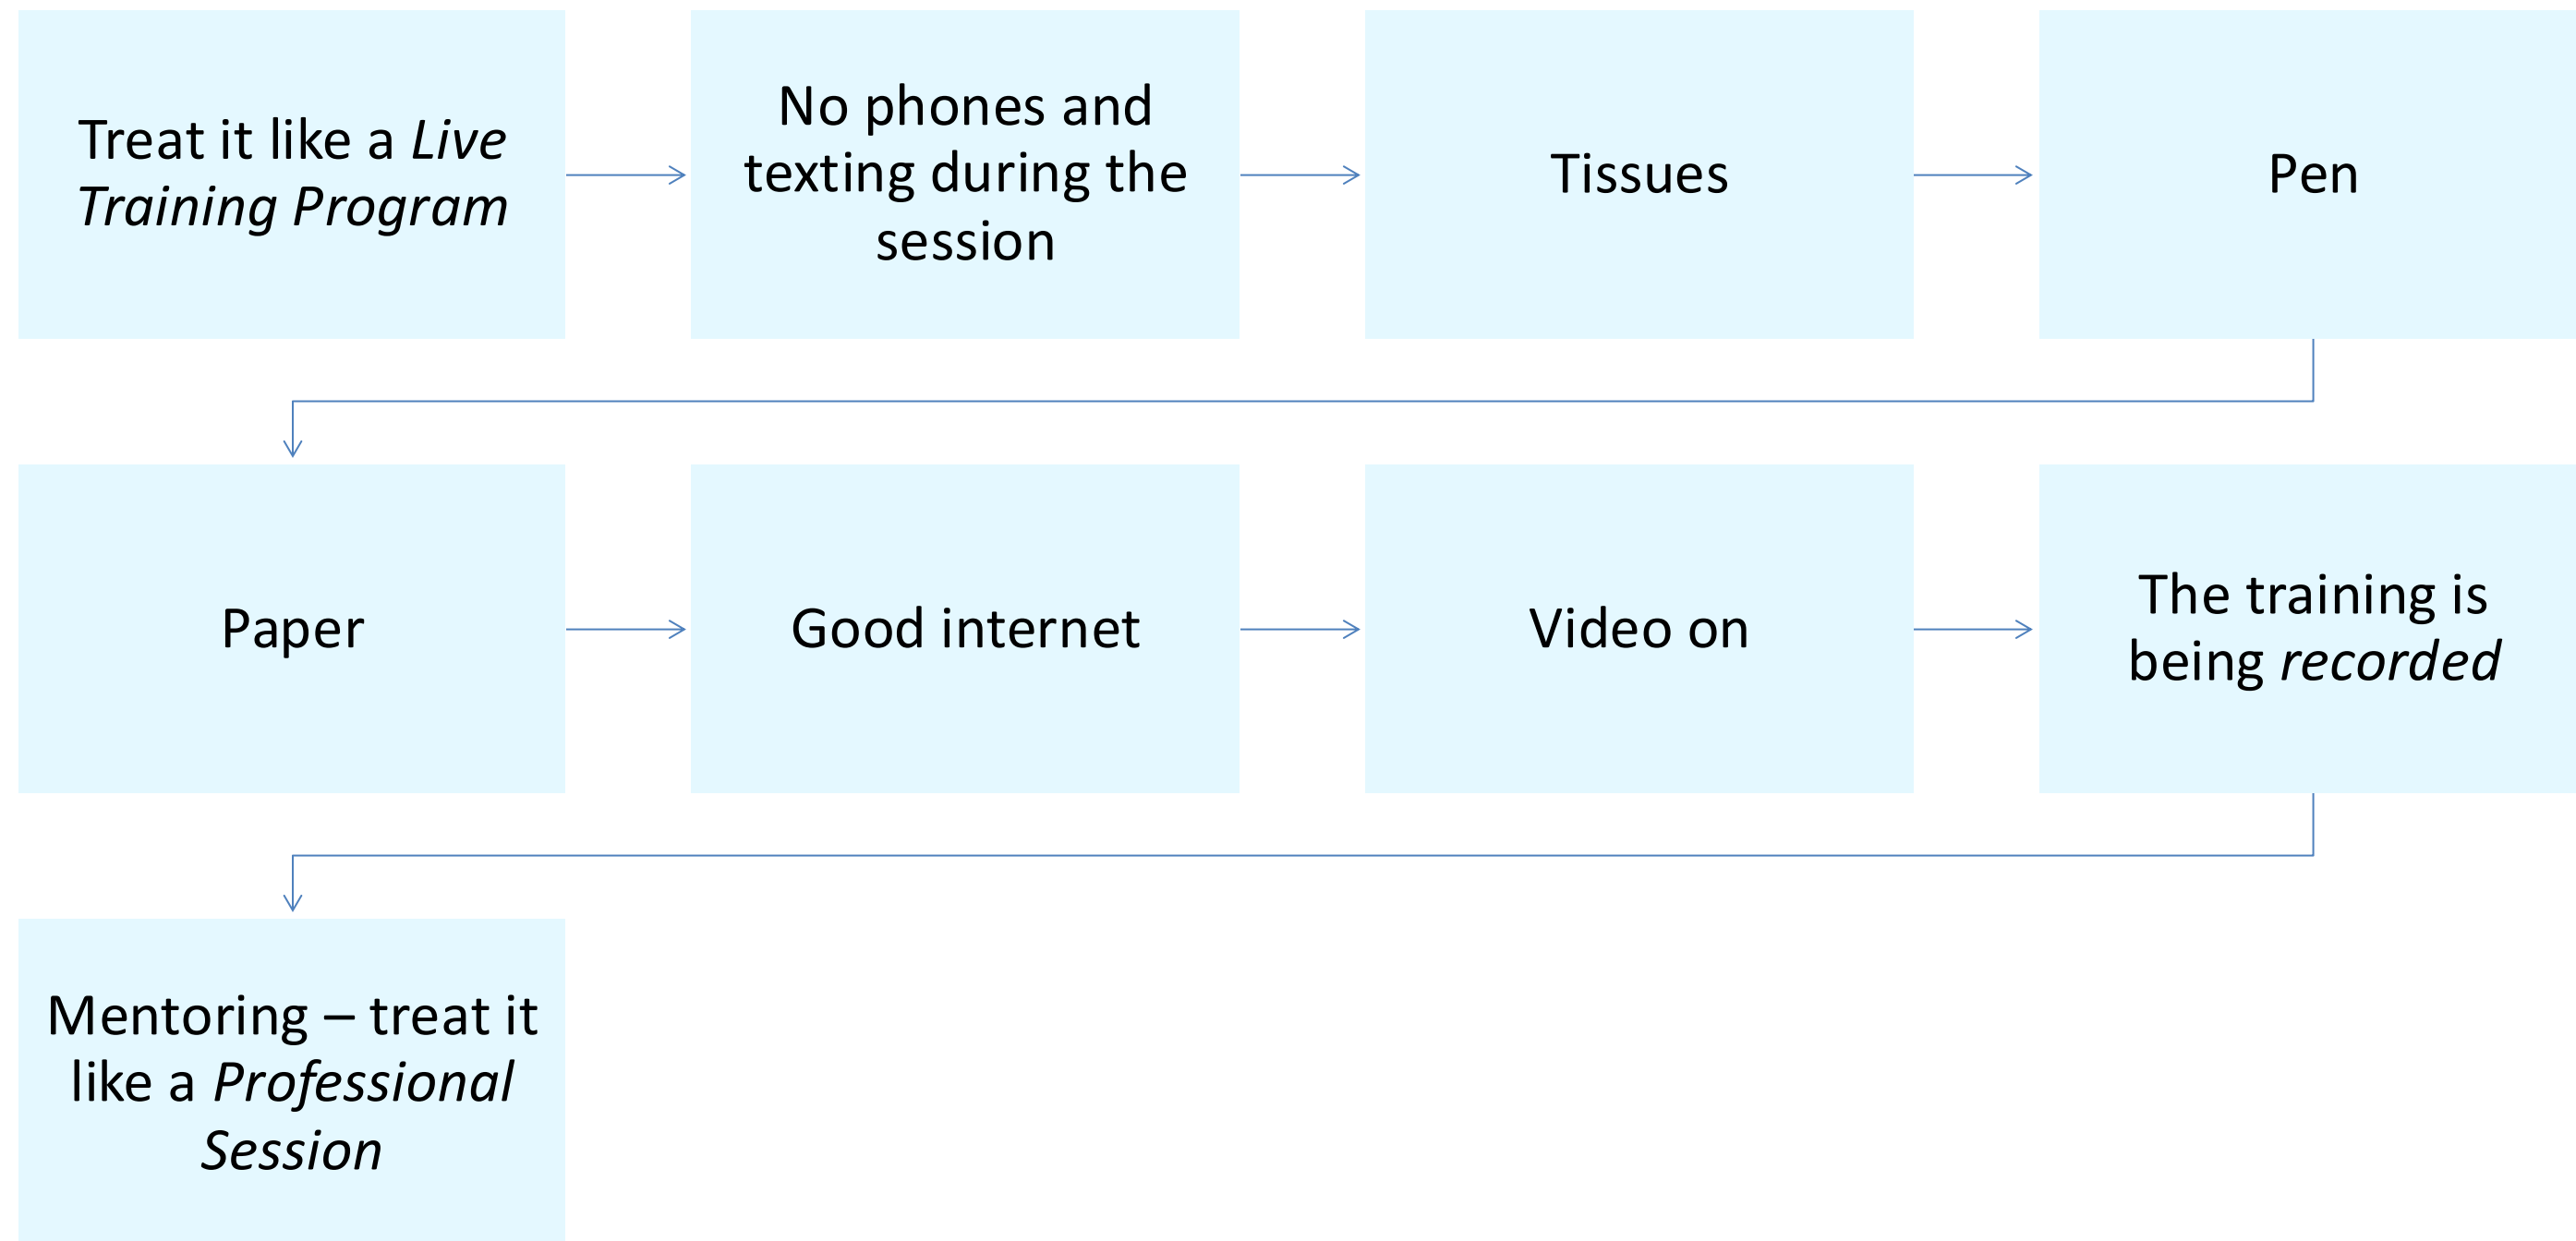 Treat it like a Live
Training Program
No phones and
texting during the
session
Tissues
Pen
Paper
Good internet
Video on
The training is
being recorded
Mentoring – treat it
like a Professional
Session